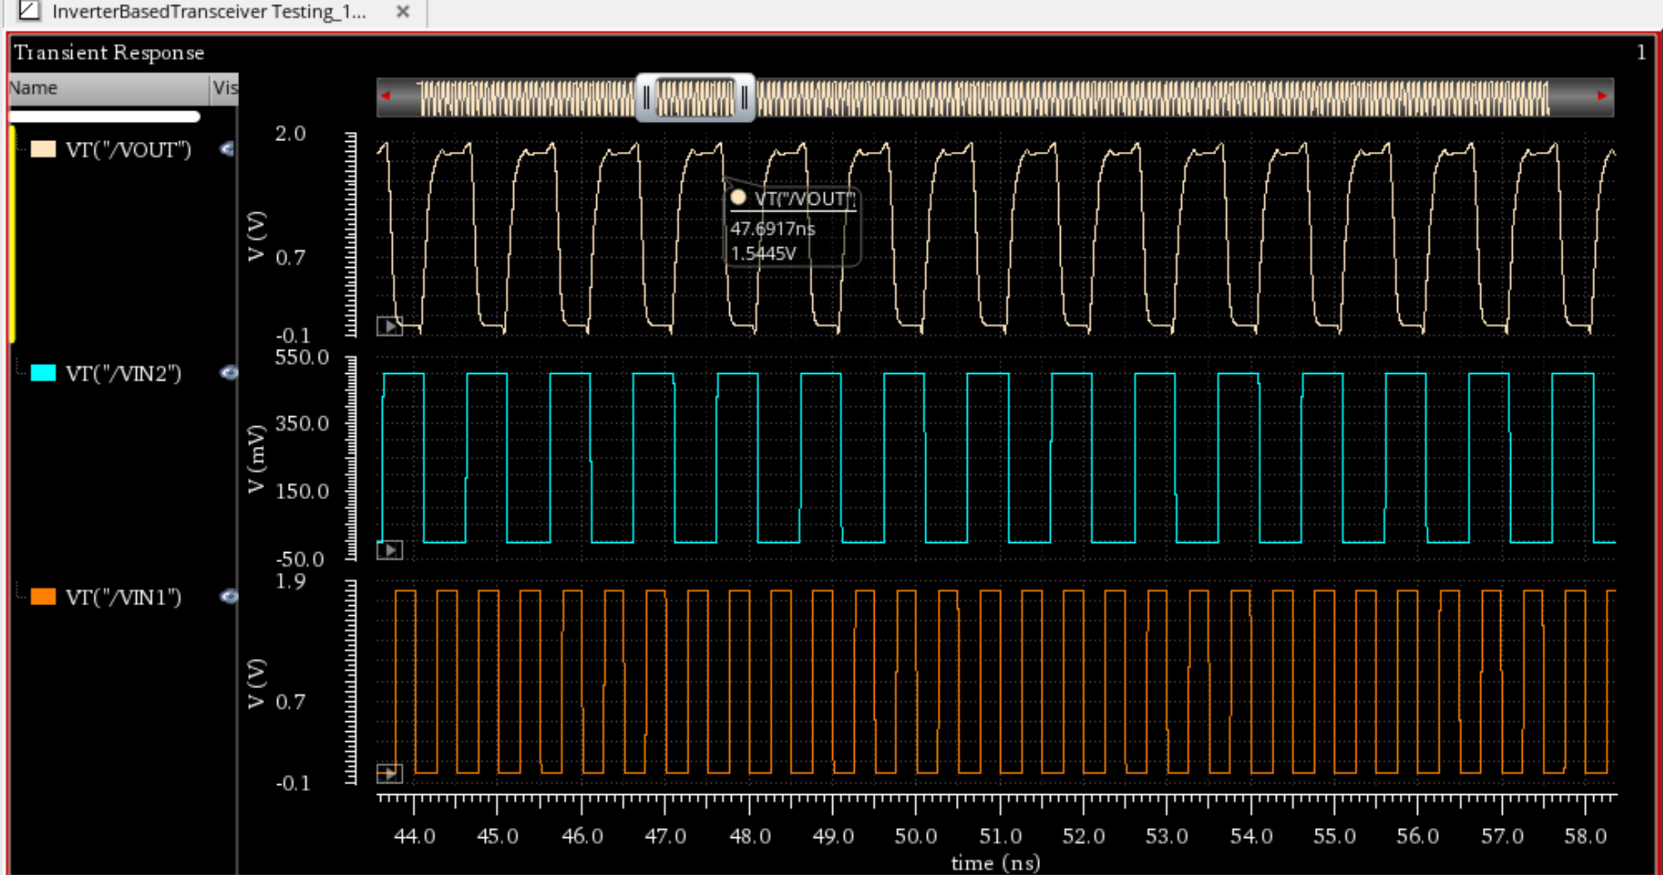 InverterBasedTransceiver Testing_1... ×
Transient Response
1
Name Vis
VT("/VOUT")
2.0
V (V)
0.7
-0.1
VT("/VOUT")
47.6917ns
1.5445V
VT("/VIN2")
550.0
350.0
V (mV)
150.0
-50.0
VT("/VIN1")
1.9
V (V)
0.7
-0.1
44.0 45.0 46.0 47.0 48.0 49.0 50.0 51.0 52.0 53.0 54.0 55.0 56.0 57.0 58.0
time (ns)